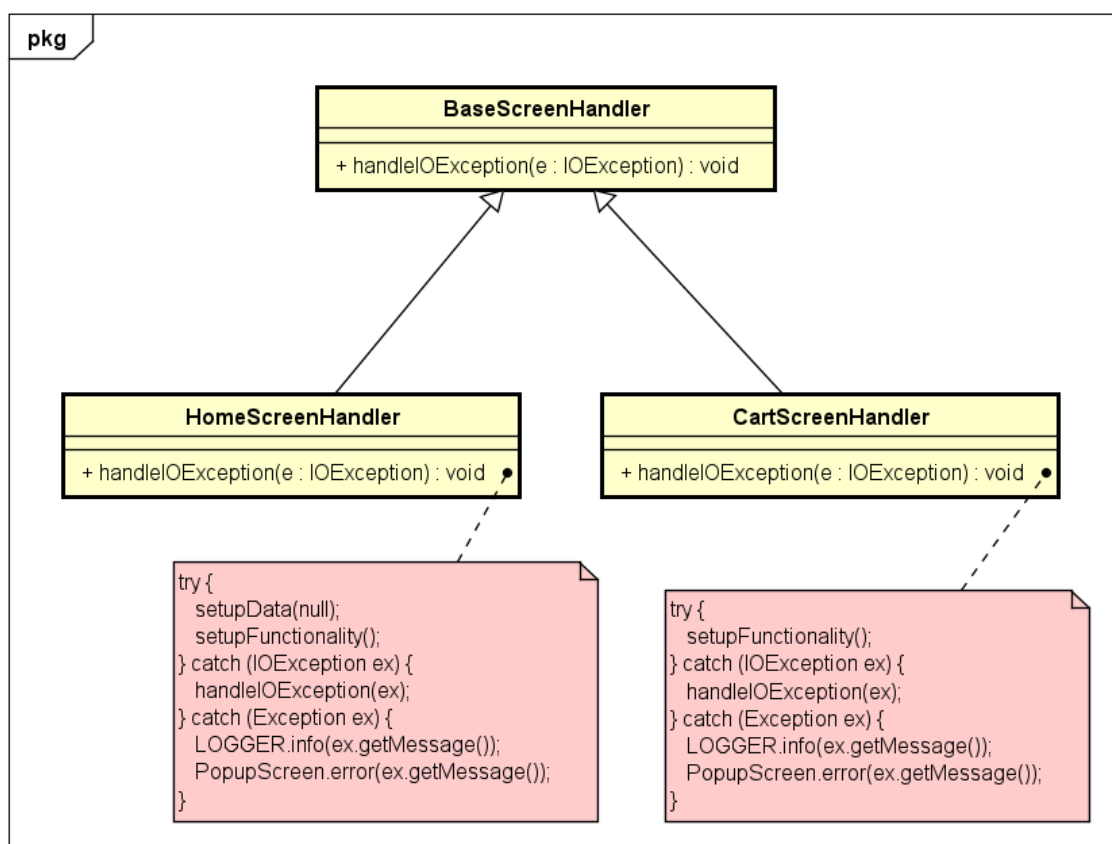 pkg
BaseScreenHandler
+ handleIOException(e : IOException) : void
HomeScreenHandler
+ handleIOException(e : IOException) : void
CartScreenHandler
+ handleIOException(e : IOException) : void
try {
setupData(null);
setupFunctionality();
} catch (IOException ex) {
handleIOException(ex);
} catch (Exception ex) {
LOGGER.info(ex.getMessage());
PopupScreen.error(ex.getMessage());
}
try {
setupFunctionality();
} catch (IOException ex) {
handleIOException(ex);
} catch (Exception ex) {
LOGGER.info(ex.getMessage());
PopupScreen.error(ex.getMessage());
}